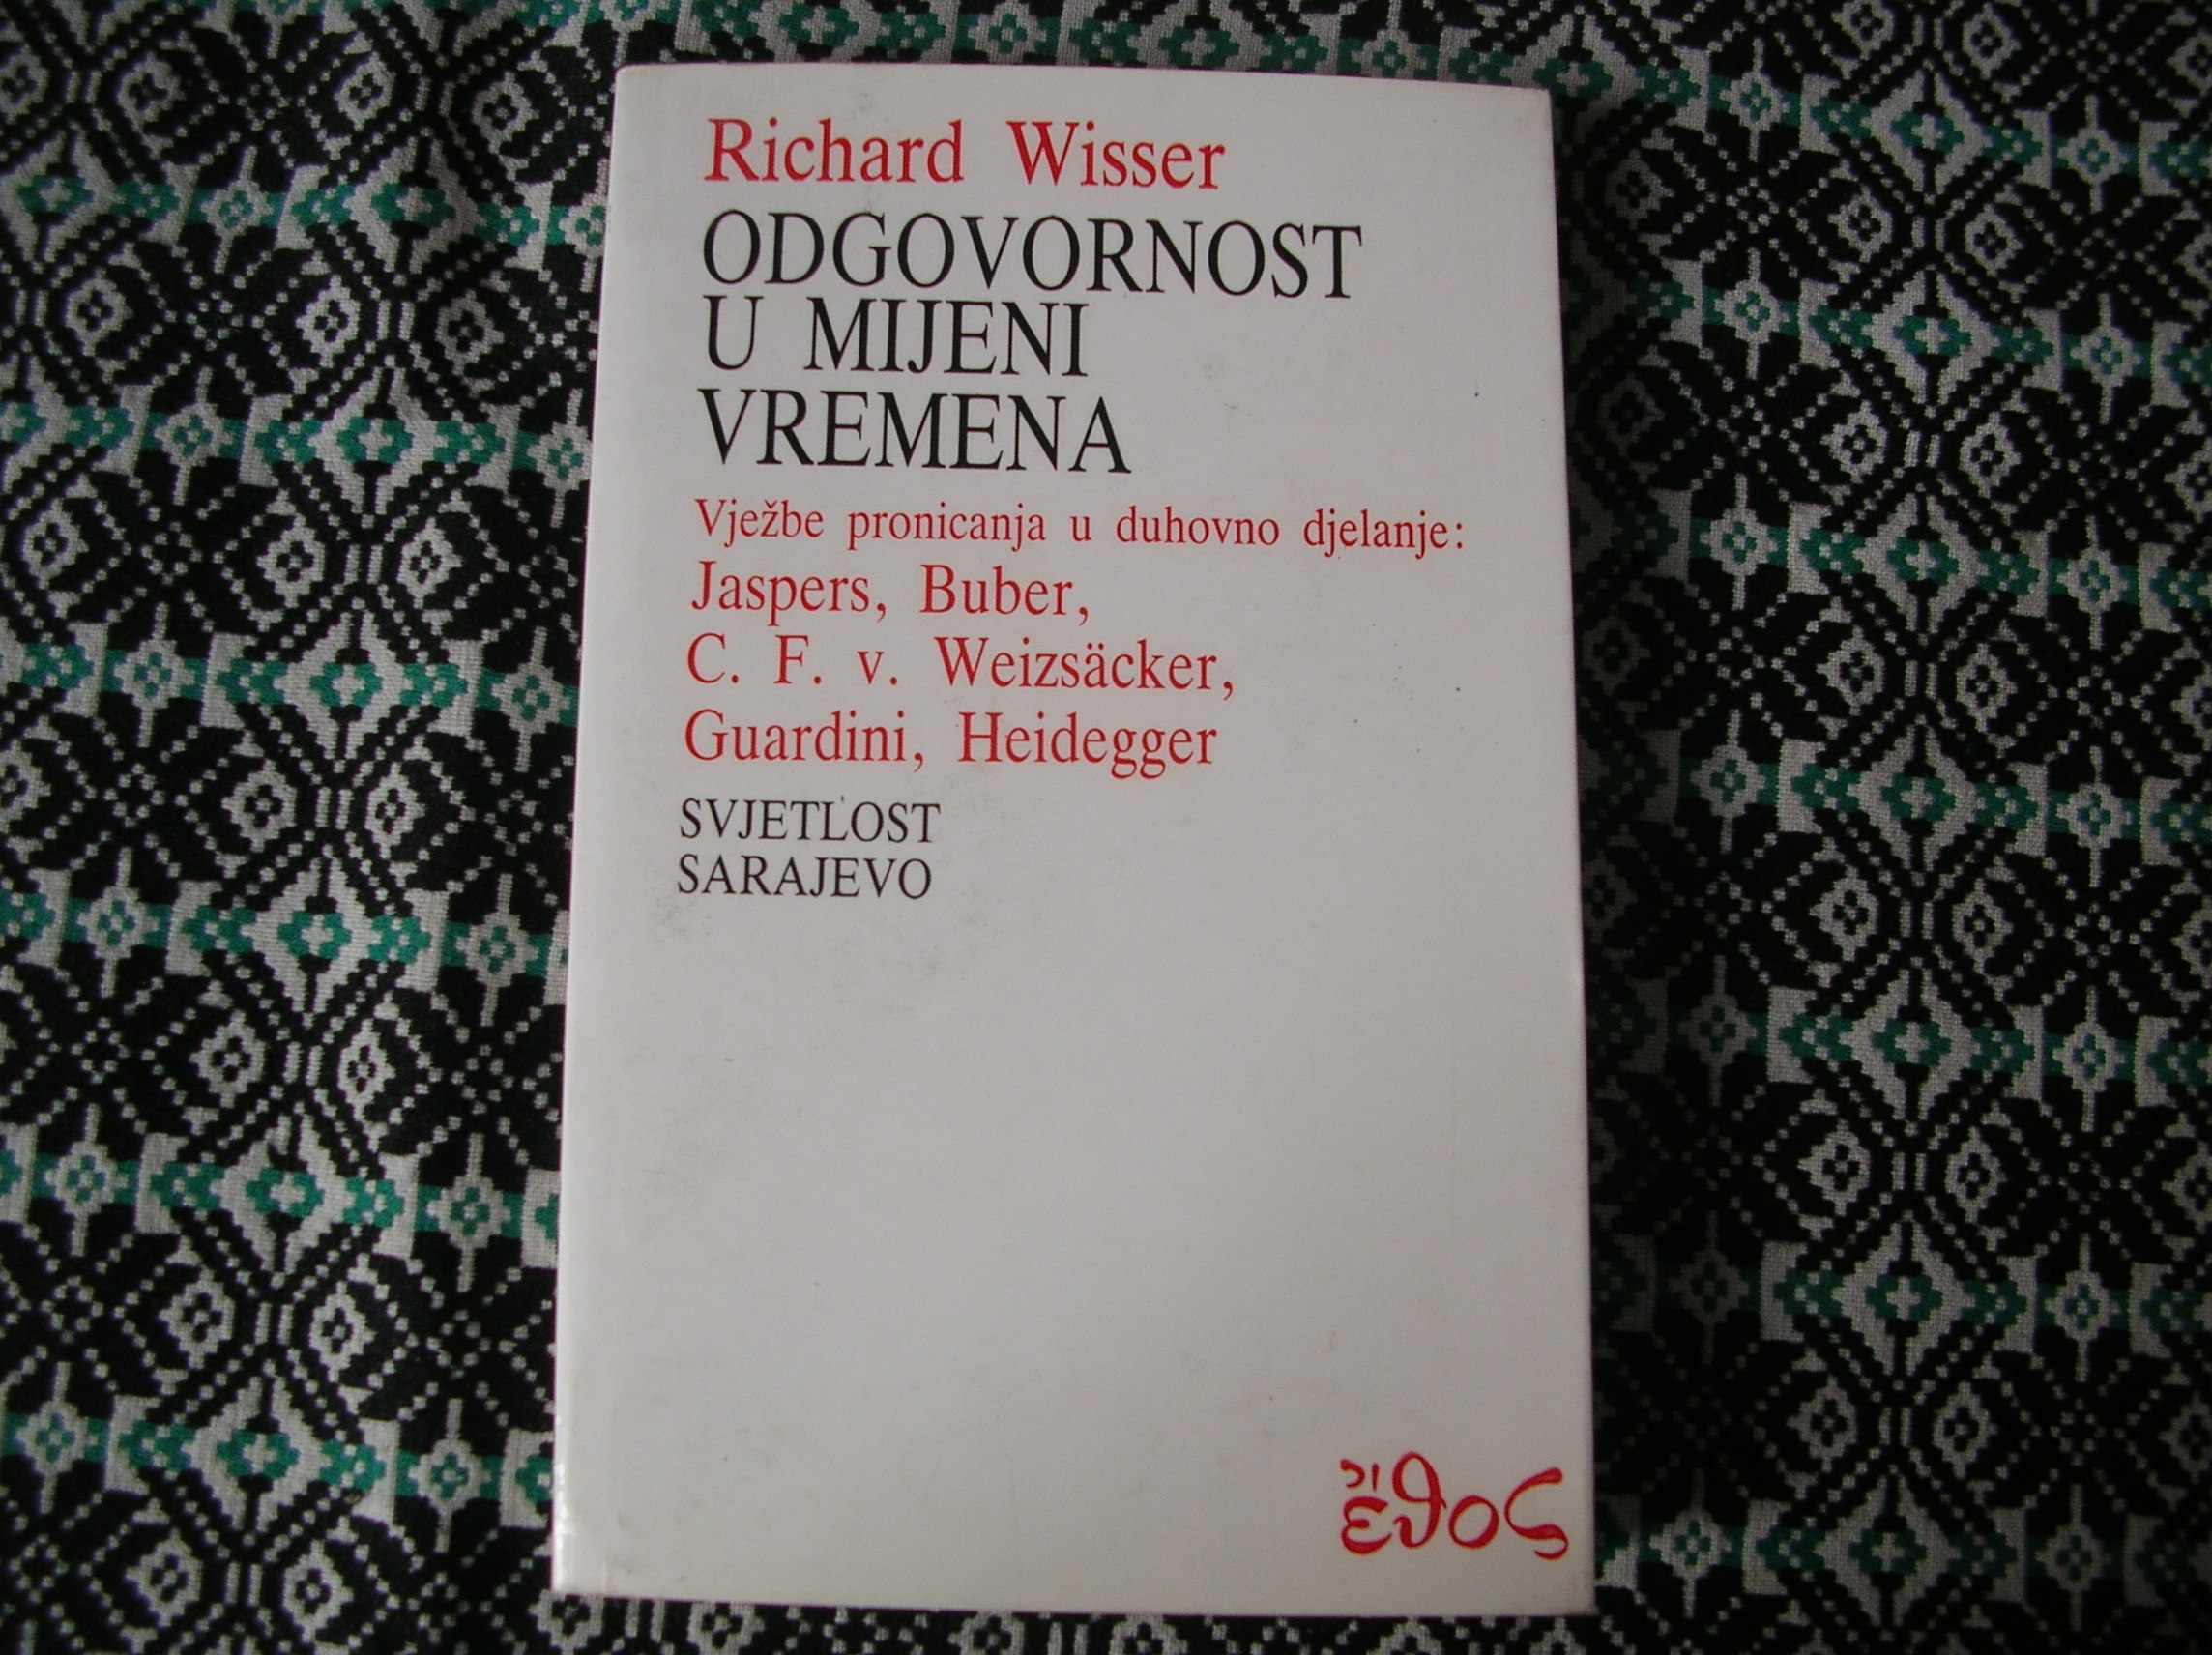 Richard Wisser
ODGOVORNOST
U MIJENI
VREMENA
Vježbe pronicanja u duhovno djelanje:
Jaspers, Buber,
C. F. v. Weizsäcker,
Guardini, Heidegger
SVJETLOST
SARAJEVO
ἔθος